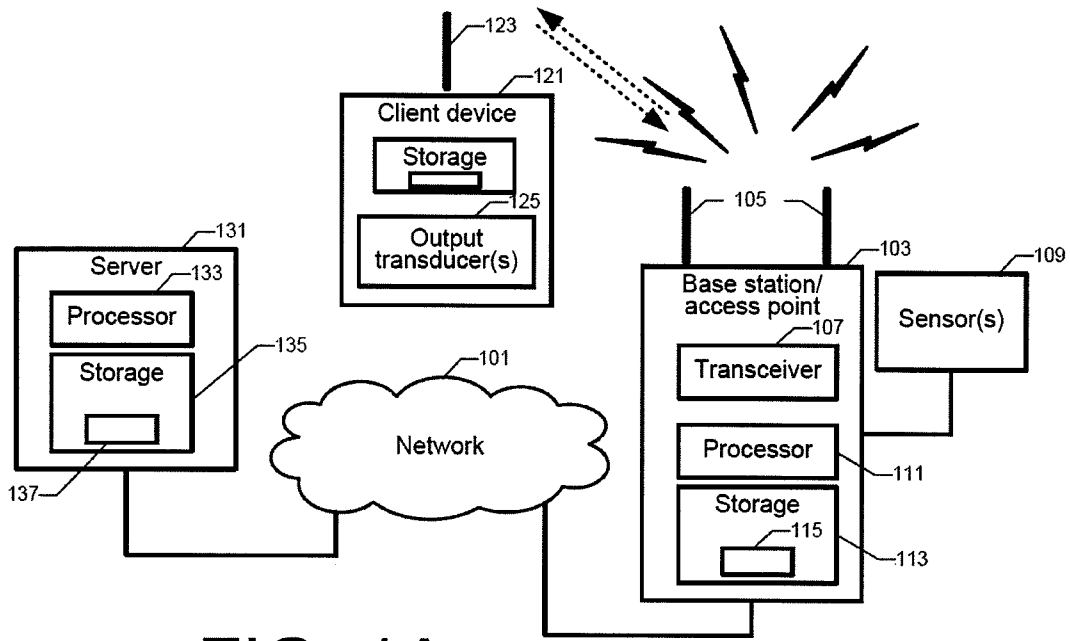 123
121
Client device
Storage
125
Output
transducer(s)
105
131
Server
133
Processor
135
Storage
137
101
Network
103
Base station/
access point
107
Transceiver
Processor
111
Storage
115
113
109
Sensor(s)